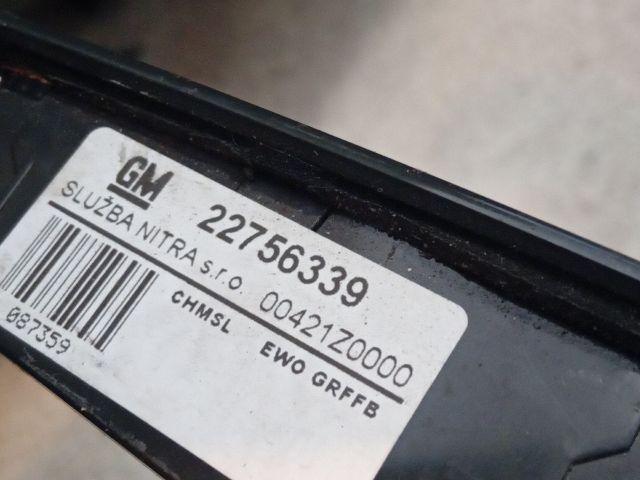 GM
22756339
SLUŽBA NITRA s.r.o 00421Z0000
CHMSL EWO GRFFB
087359